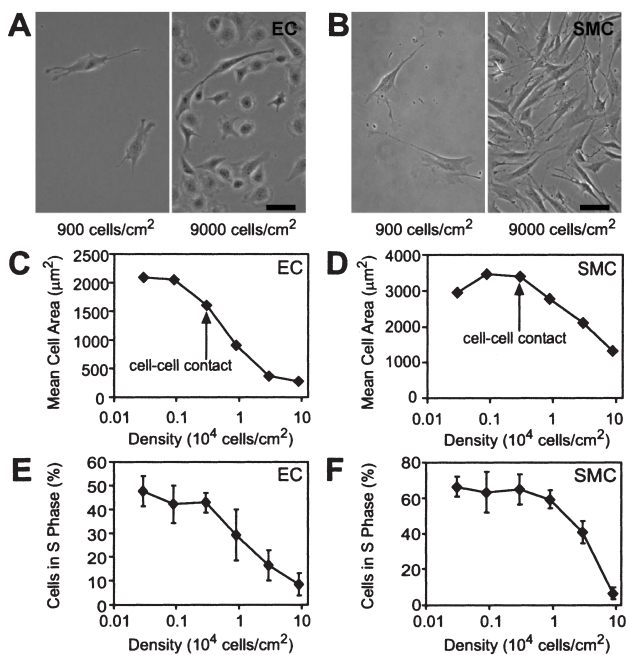 A EC
B SMC
900 cells/cm² 9000 cells/cm²
900 cells/cm² 9000 cells/cm²
C EC
Mean Cell Area (μm²)
2500
2000
1500
1000
500
0
cell-cell contact
0.01 0.1 1 10
Density (10⁴ cells/cm²)
D SMC
Mean Cell Area (μm²)
4000
3000
2000
1000
cell-cell contact
0.01 0.1 1 10
Density (10⁴ cells/cm²)
E EC
Cells in S Phase (%)
60
50
40
30
20
10
0
0.01 0.1 1 10
Density (10⁴ cells/cm²)
F SMC
Cells in S Phase (%)
80
60
40
20
0
0.01 0.1 1 10
Density (10⁴ cells/cm²)